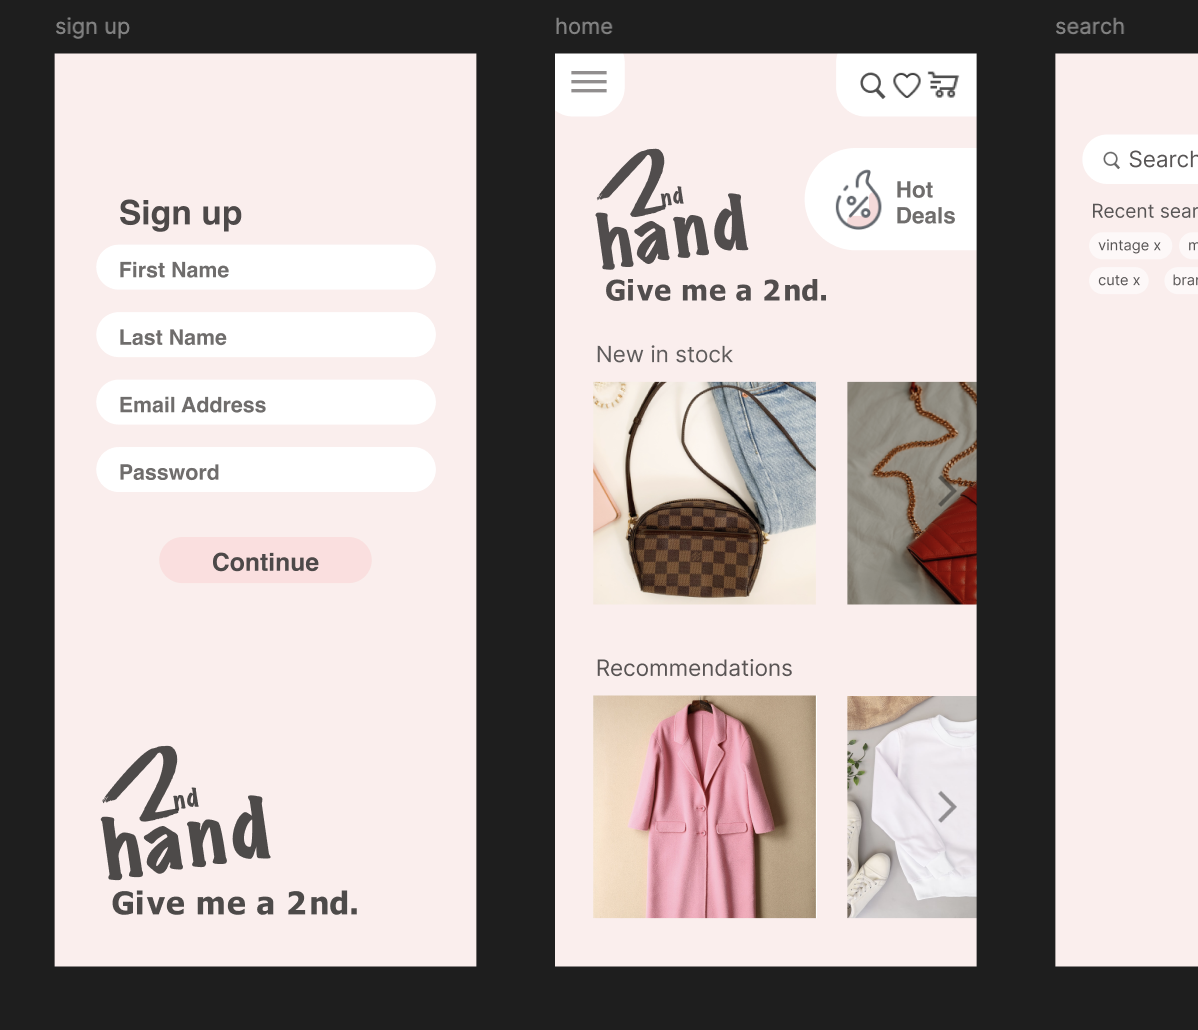 sign up
Sign up
First Name
Last Name
Email Address
Password
Continue
2nd
hand
Give me a 2nd.
home
2nd
hand
Give me a 2nd.
Hot
Deals
New in stock
Recommendations
search
Search
Recent sear
vintage x m
cute x bra